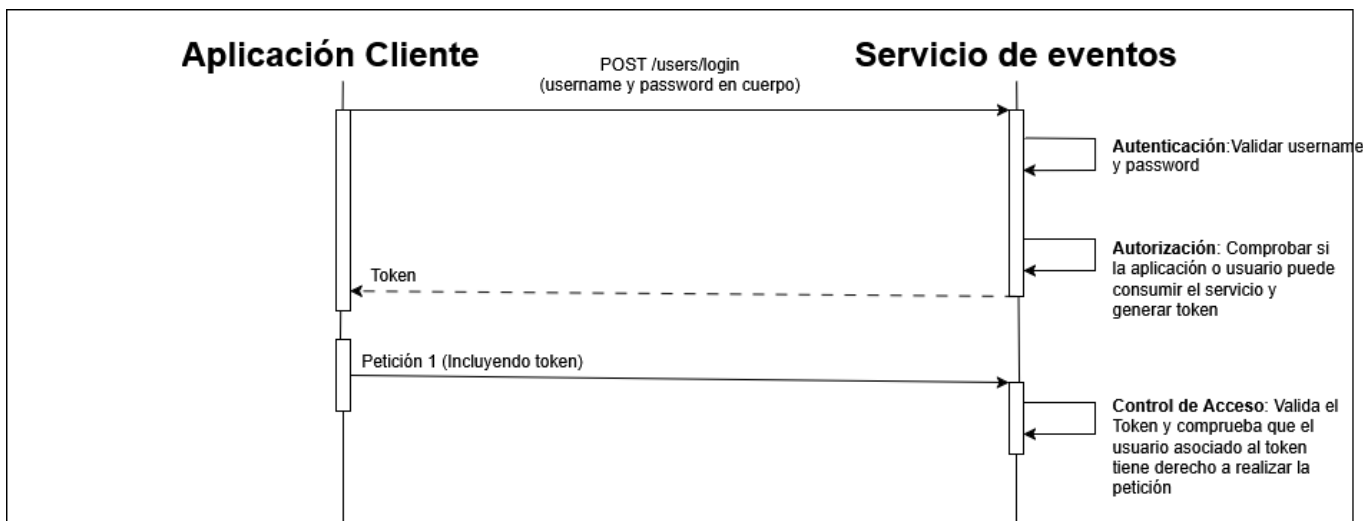 Aplicación Cliente
Servicio de eventos
POST /users/login
(username y password en cuerpo)
Autenticación:Validar username
y password
Autorización: Comprobar si
la aplicación o usuario puede
consumir el servicio y
generar token
Token
Petición 1 (Incluyendo token)
Control de Acceso: Valida el
Token y comprueba que el
usuario asociado al token
tiene derecho a realizar la
petición